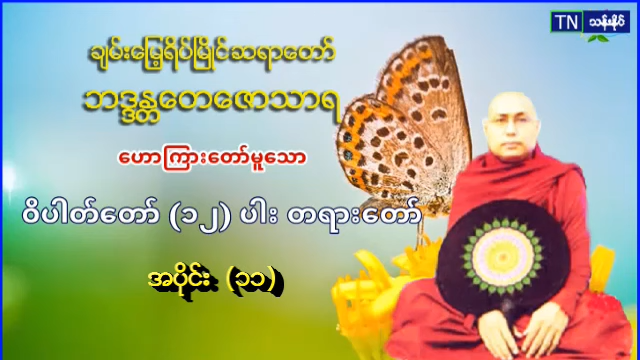 TN သန်းနိုင်
ချမ်းမြေ့ရိပ်မြိုင်ဆရာတော်
ဘဒ္ဒန္တတေဇောသာရ
ဟောကြားတော်မူသော
ဝိပါတ်တော် (၁၂) ပါး တရားတော်
အပိုင်း (၁၁)